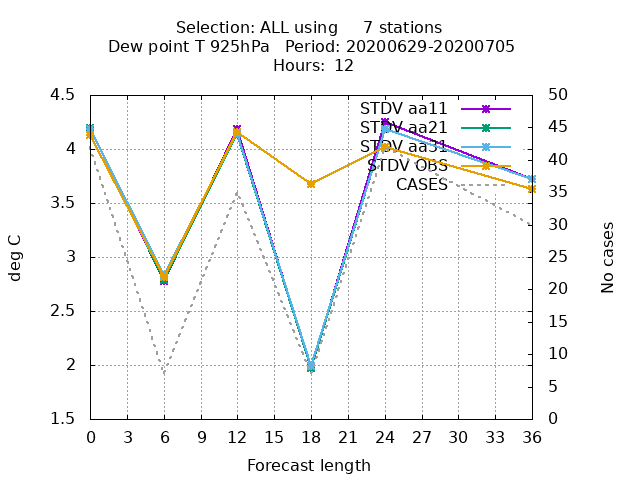 Selection: ALL using     7 stations
Dew point T 925hPa   Period: 20200629-20200705
Hours: 12
STDV aa11
STDV aa21
STDV aa31
STDV OBS
CASES
4.5
4
3.5
3
2.5
2
1.5
deg C
50
45
40
35
30
25
20
15
10
5
0
No cases
0 3 6 9 12 15 18 21 24 27 30 33 36
Forecast length